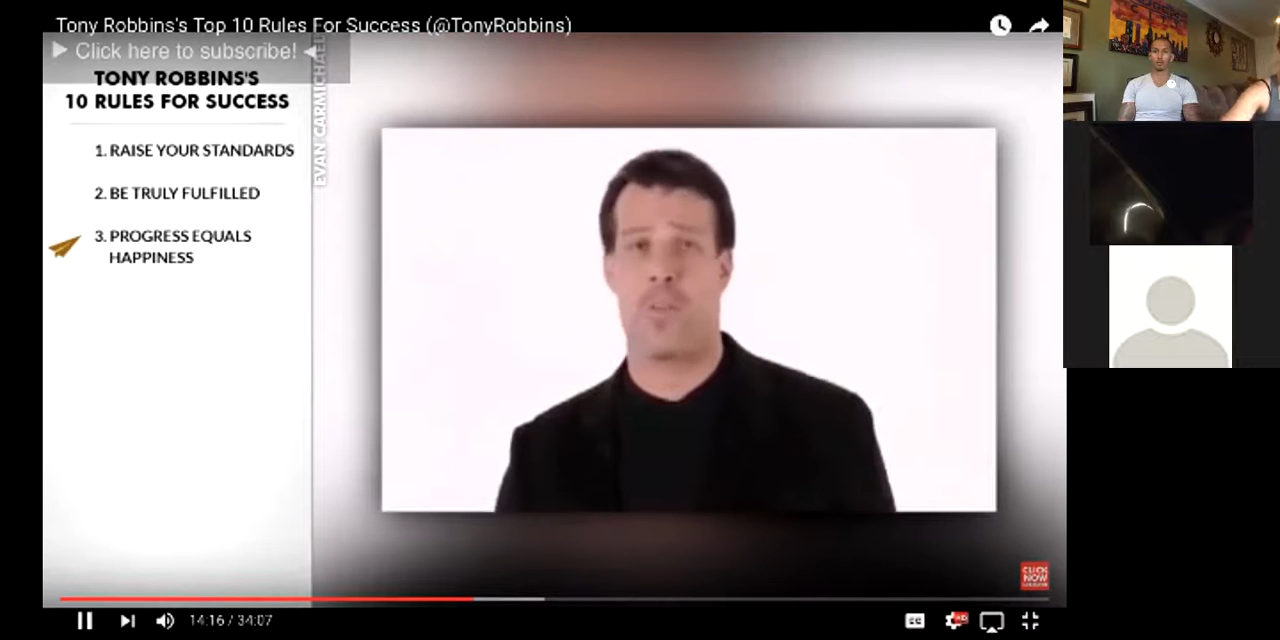 Tony Robbins's Top 10 Rules For Success (@TonyRobbins)
Click here to subscribe!
TONY ROBBINS'S
10 RULES FOR SUCCESS
EVAN CARMICHAEL
1. RAISE YOUR STANDARDS
2. BE TRULY FULFILLED
3. PROGRESS EQUALS
HAPPINESS
CLICK
NOW
14:16 / 34:07
CC
HD